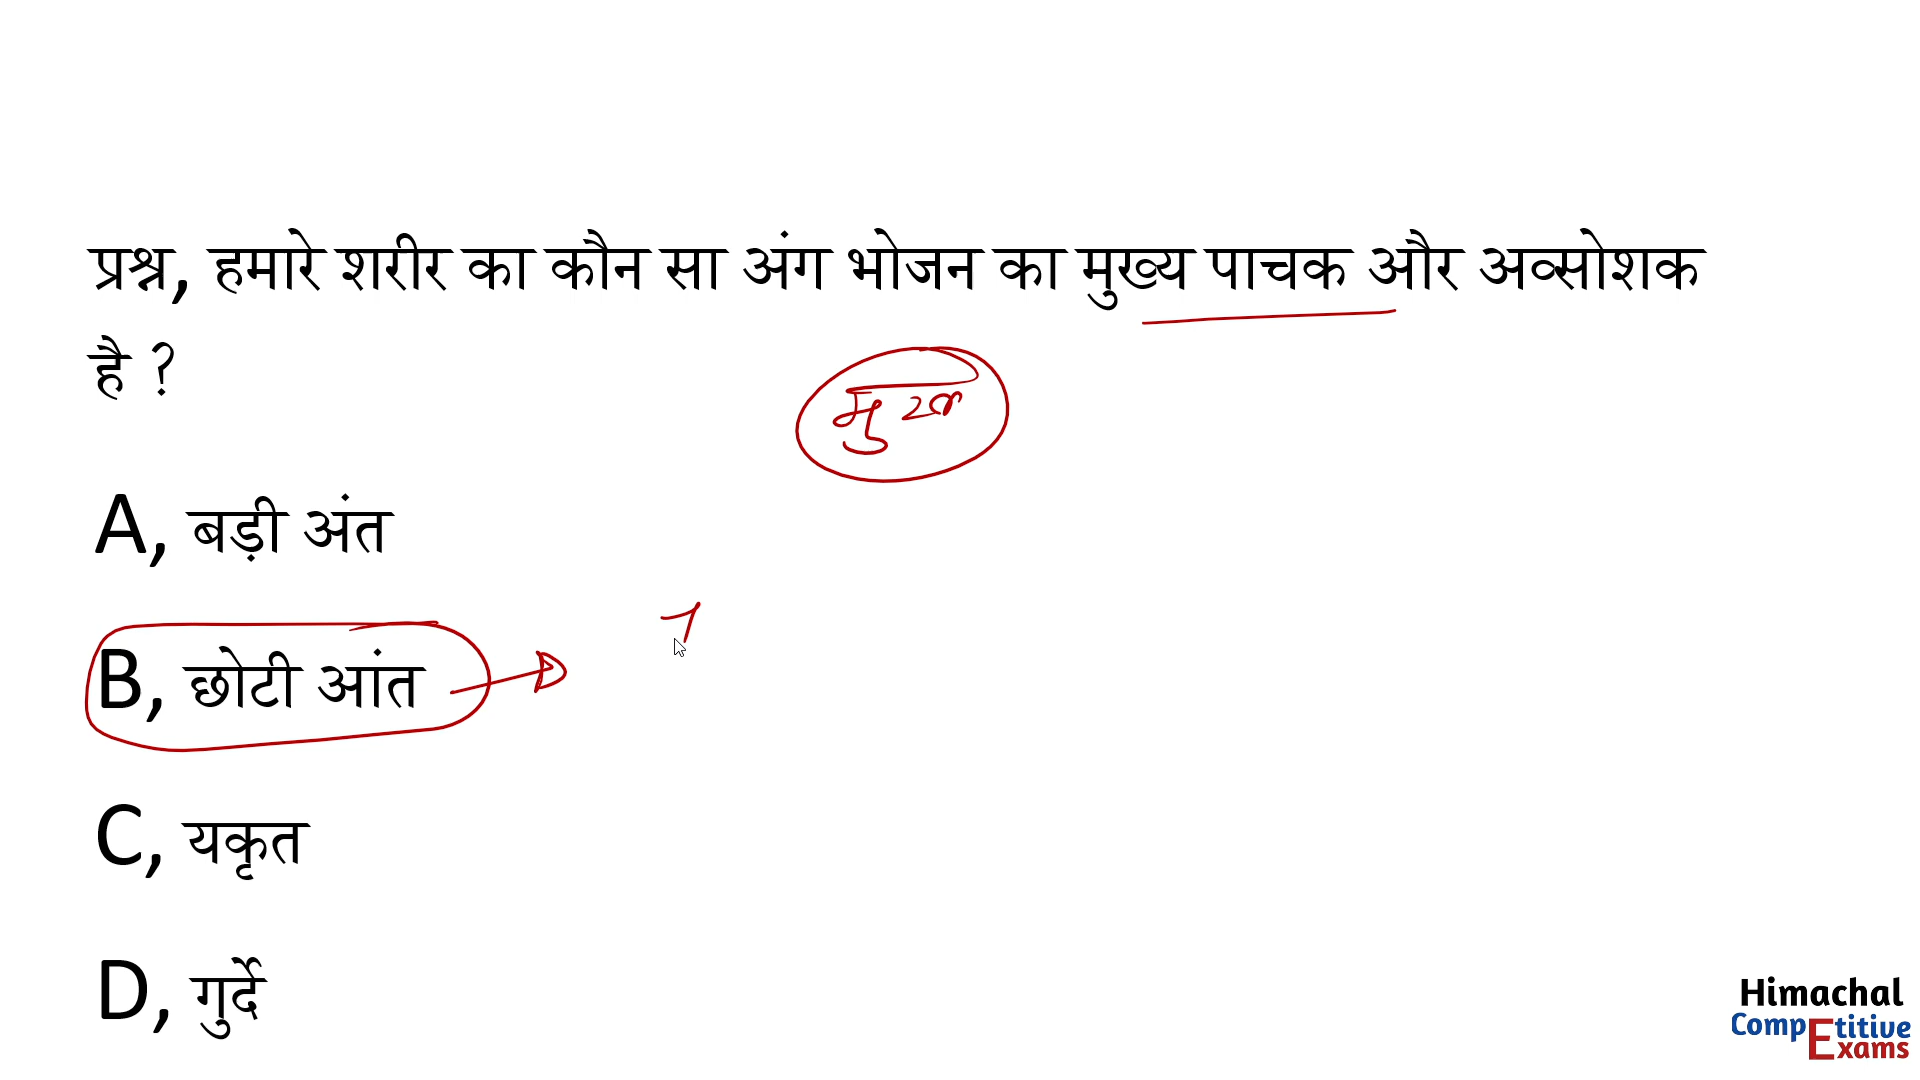 प्रश्न, हमारे शरीर का कौन सा अंग भोजन का मुख्य पाचक और अव्सोशक
है ?
मुख्य
A, बड़ी अंत
B, छोटी आंत
C, यकृत
D, गुर्दे
Himachal
CompEtitive
Exams